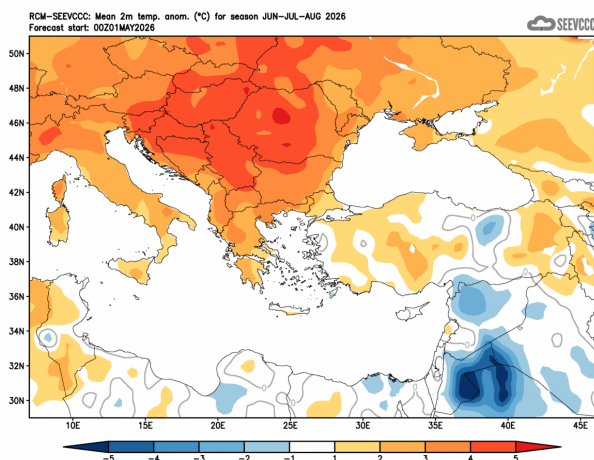 RCM-SEEVCCC: Mean 2m temp. anom. (°C) for season JUN-JUL-AUG 2026
Forecast start: 00Z01MAY2026
SEEVCCC
50N
48N
46N
44N
42N
40N
38N
36N
34N
32N
30N
10E 15E 20E 25E 30E 35E 40E 45E
-5 -4 -3 -2 -1 1 2 3 4 5